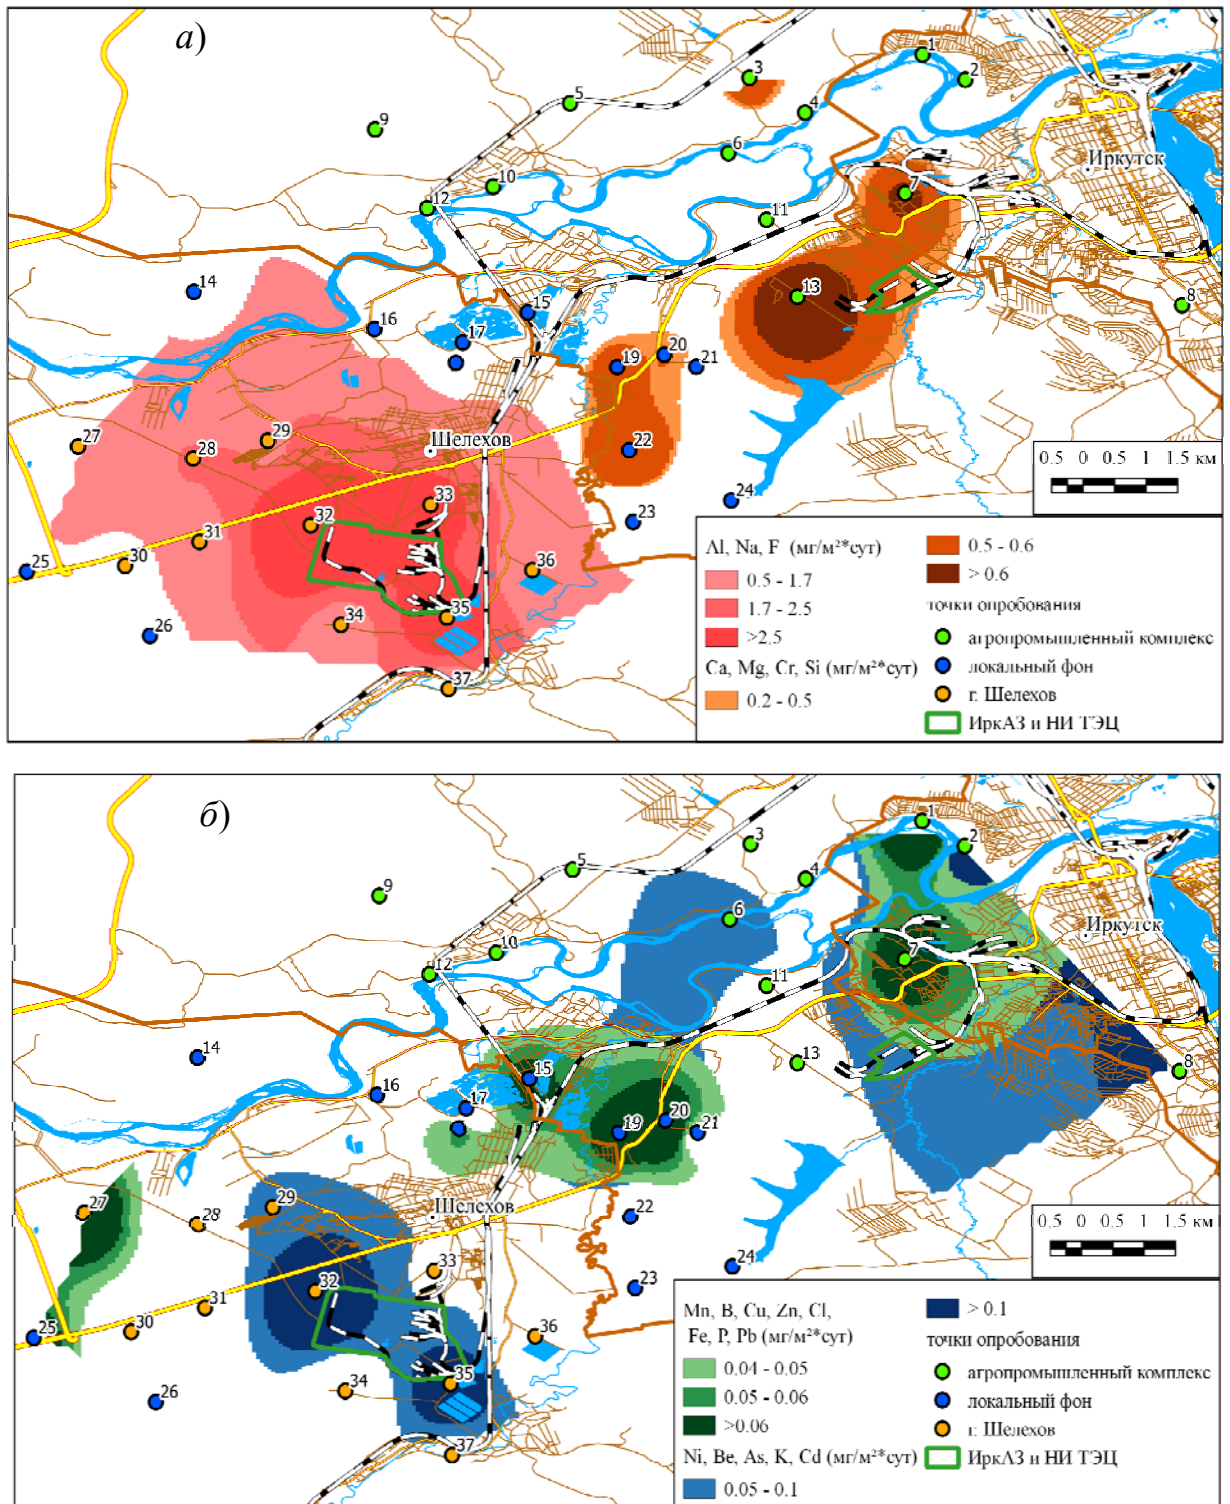 а)
1
2
3
4
5
6
7
8
9
10
11
12
13
14
15
16
17
19
20
21
22
23
24
25
26
27
28
29
30
31
32
33
34
35
36
37
Иркутск
Шелехов
0.5 0 0.5 1 1.5 км
Al, Na, F (мг/м²*сут)
0.5 - 1.7
1.7 - 2.5
>2.5
Ca, Mg, Cr, Si (мг/м²*сут)
0.2 - 0.5
0.5 - 0.6
> 0.6
точки опробования
агропромышленный комплекс
локальный фон
г. Шелехов
ИркАЗ и НИ ТЭЦ
б)
1
2
3
4
5
6
7
8
9
10
11
12
13
14
15
16
17
19
20
21
22
23
24
25
26
27
28
29
30
31
32
33
34
35
36
37
Иркутск
Шелехов
0.5 0 0.5 1 1.5 км
Mn, B, Cu, Zn, Cl,
Fe, P, Pb (мг/м²*сут)
0.04 - 0.05
0.05 - 0.06
>0.06
Ni, Be, As, K, Cd (мг/м²*сут)
0.05 - 0.1
> 0.1
точки опробования
агропромышленный комплекс
локальный фон
г. Шелехов
ИркАЗ и НИ ТЭЦ